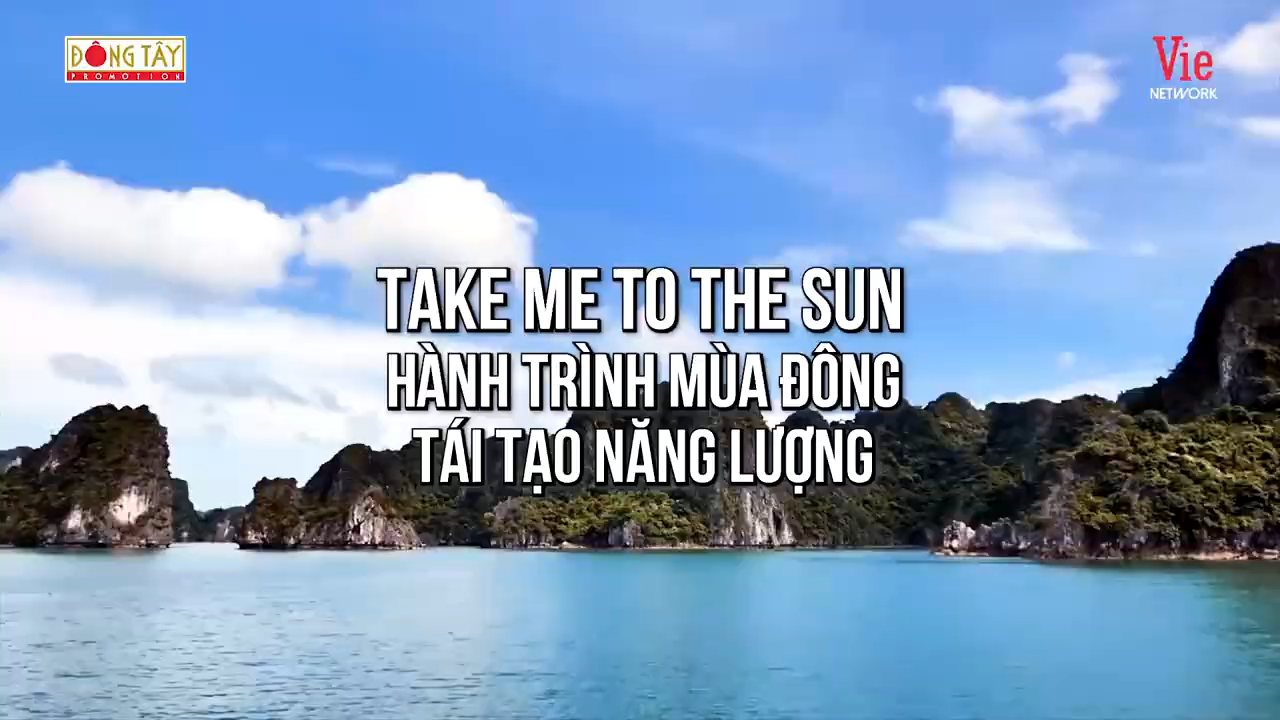 ĐÔNG TÂY
PROMOTION
Vie
NETWORK
TAKE ME TO THE SUN
HÀNH TRÌNH MÙA ĐÔNG
TÁI TẠO NĂNG LƯỢNG